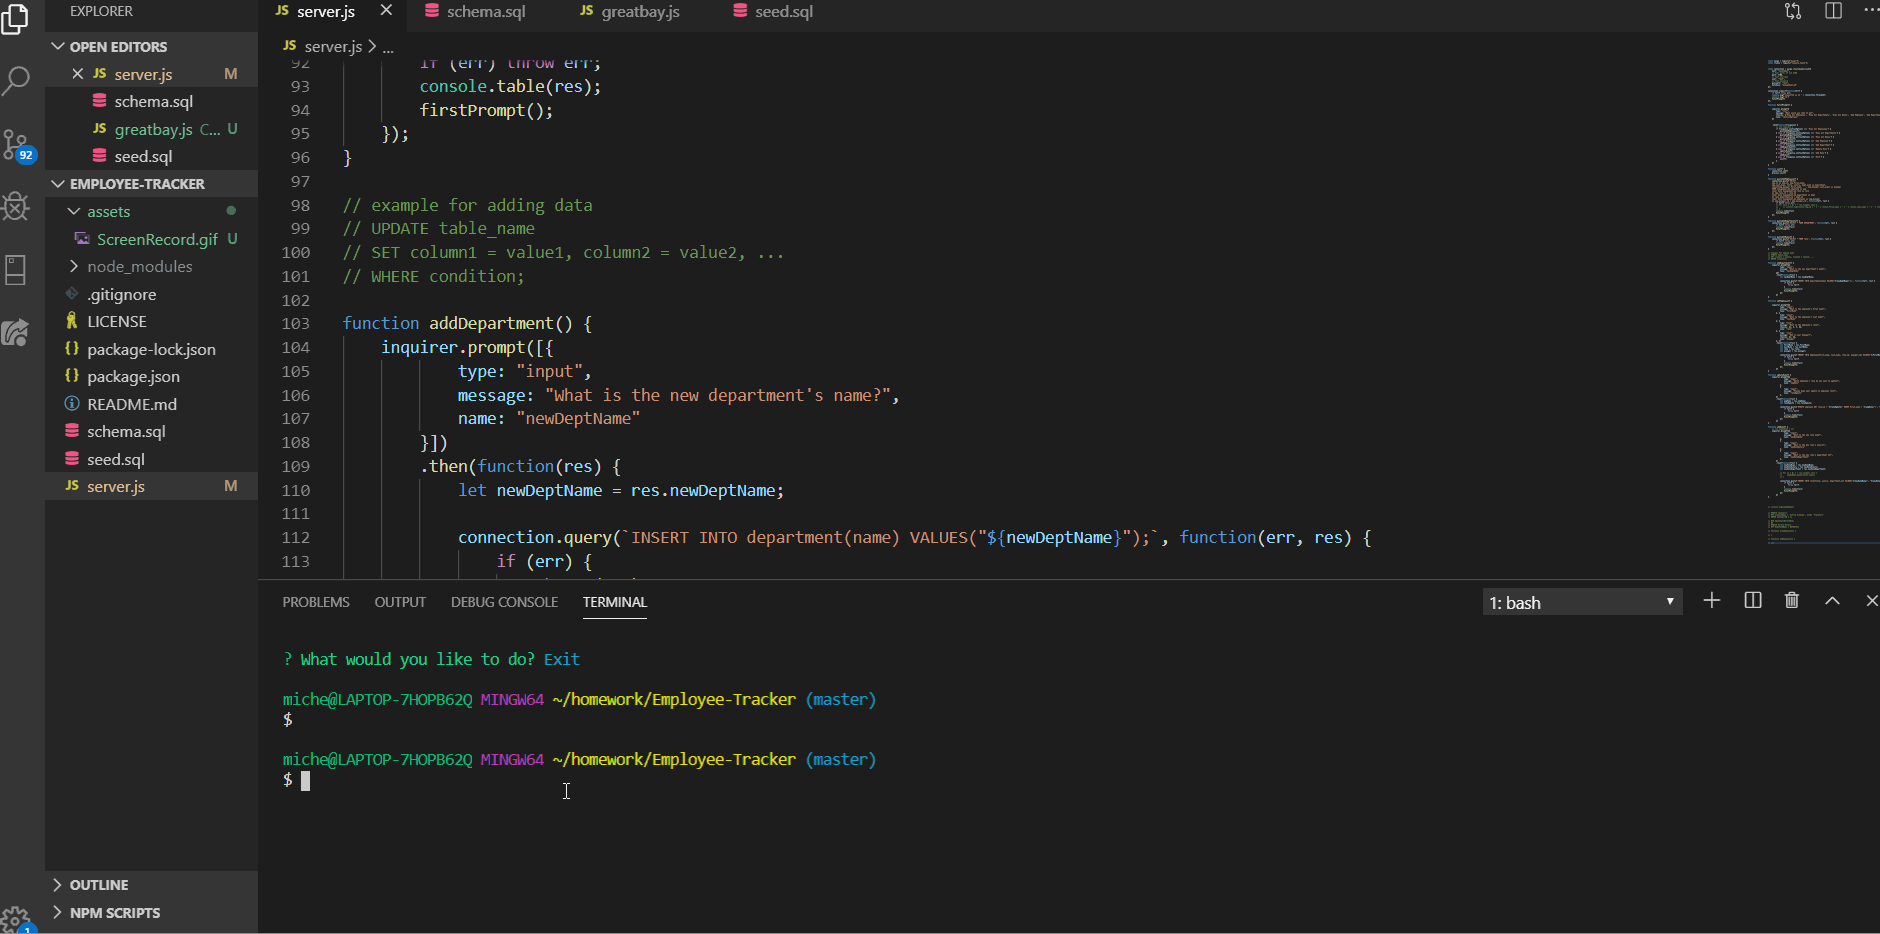 EXPLORER
OPEN EDITORS
JS server.js M
schema.sql
JS greatbay.js C... U
seed.sql
EMPLOYEE-TRACKER
assets
ScreenRecord.gif U
node_modules
.gitignore
LICENSE
{} package-lock.json
{} package.json
README.md
schema.sql
seed.sql
JS server.js M
OUTLINE
NPM SCRIPTS
92
1
JS server.js
schema.sql
JS greatbay.js
seed.sql
JS server.js > ...
92 if (err) throw err;
93 console.table(res);
94 firstPrompt();
95 });
96 }
97
98 // example for adding data
99 // UPDATE table_name
100 // SET column1 = value1, column2 = value2, ...
101 // WHERE condition;
102
103 function addDepartment() {
104 inquirer.prompt([{
105 type: "input",
106 message: "What is the new department's name?",
107 name: "newDeptName"
108 }])
109 .then(function(res) {
110 let newDeptName = res.newDeptName;
111
112 connection.query(`INSERT INTO department(name) VALUES("${newDeptName}");`, function(err, res) {
113 if (err) {
PROBLEMS OUTPUT DEBUG CONSOLE TERMINAL
1: bash
? What would you like to do? Exit
miche@LAPTOP-7HOPB62Q MINGW64 ~/homework/Employee-Tracker (master)
$
miche@LAPTOP-7HOPB62Q MINGW64 ~/homework/Employee-Tracker (master)
$